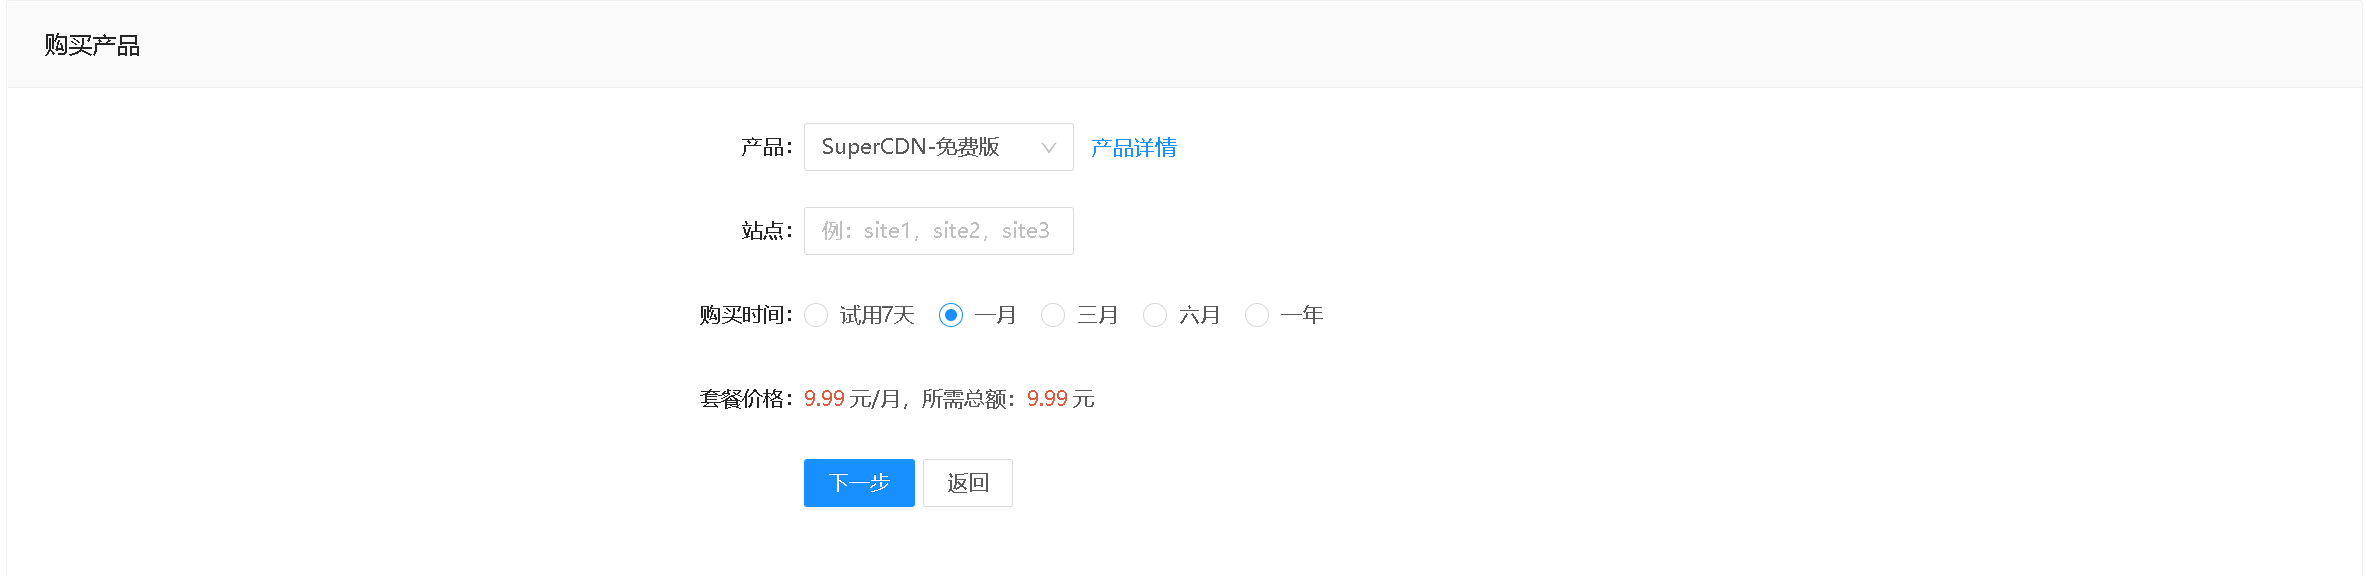 购买产品
产品： SuperCDN-免费版 产品详情
站点： 例：site1，site2，site3
购买时间： 试用7天 一月 三月 六月 一年
套餐价格： 9.99 元/月，所需总额：9.99 元
下一步 返回